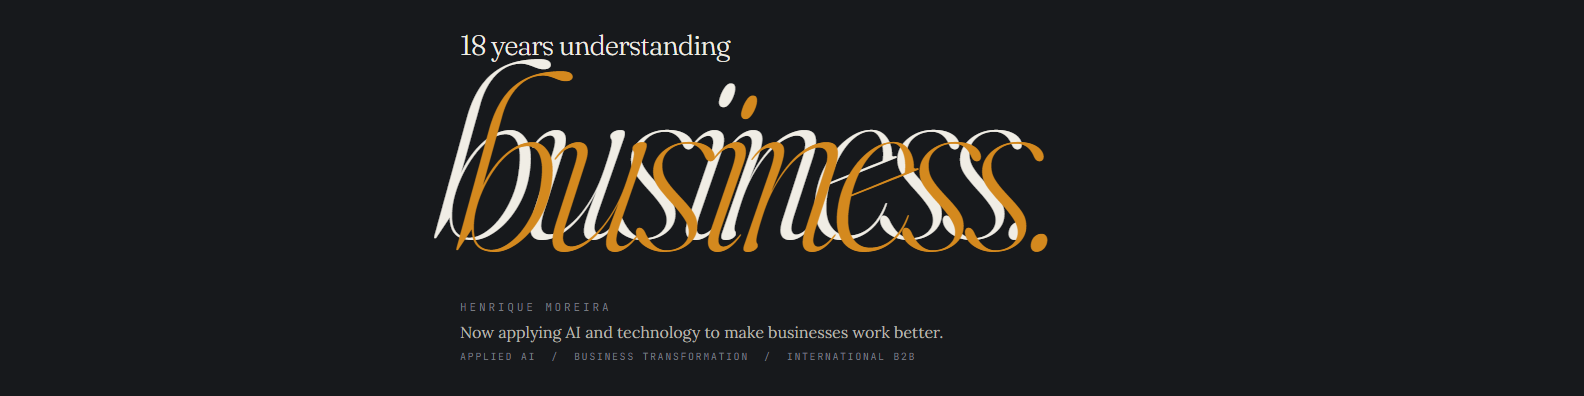 18 years understanding
business.
HENRIQUE MOREIRA
Now applying AI and technology to make businesses work better.
APPLIED AI / BUSINESS TRANSFORMATION / INTERNATIONAL B2B